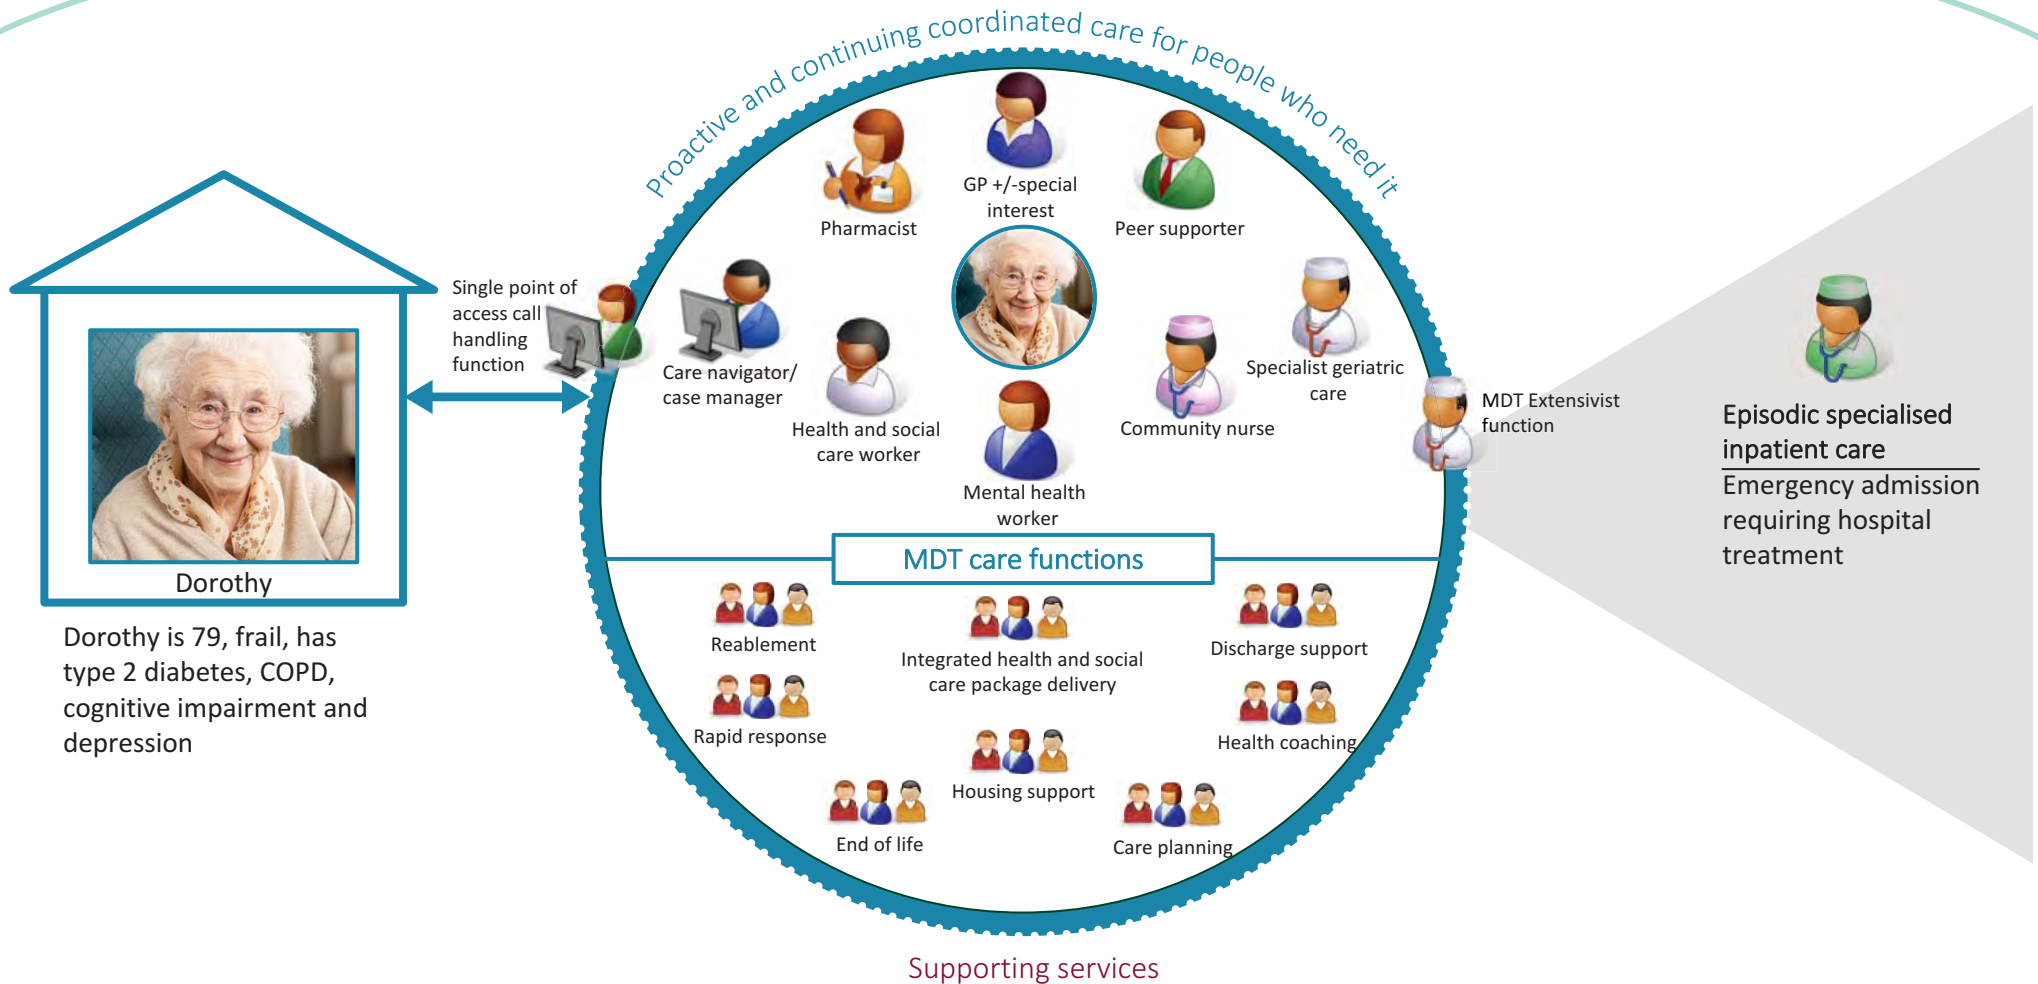 Proactive and continuing coordinated care for people who need it
Single point of
access call
handling
function
Dorothy
Dorothy is 79, frail, has
type 2 diabetes, COPD,
cognitive impairment and
depression
Pharmacist
GP +/-special
interest
Peer supporter
Care navigator/
case manager
Health and social
care worker
Mental health
worker
Community nurse
Specialist geriatric
care
MDT Extensivist
function
Episodic specialised
inpatient care
Emergency admission
requiring hospital
treatment
MDT care functions
Reablement
Integrated health and social
care package delivery
Discharge support
Rapid response
Housing support
Health coaching
End of life
Care planning
Supporting services